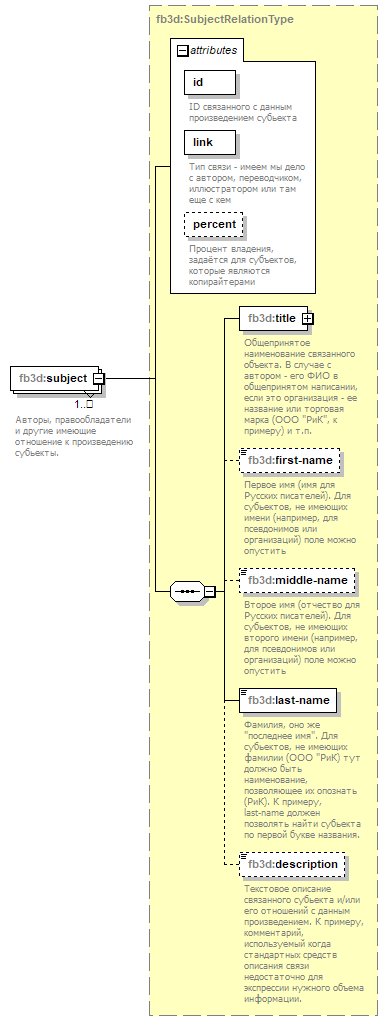 fb3d:SubjectRelationType
attributes
id
ID связанного с данным
произведением субъекта
link
Тип связи - имеем мы дело
с автором, переводчиком,
иллюстратором или там
еще с кем
percent
Процент владения,
задаётся для субъектов,
которые являются
копирайтерами
fb3d:subject
1..
Авторы, правообладатели
и другие имеющие
отношение к произведению
субъекты.
fb3d:title
Общепринятое
наименование связанного
объекта. В случае с
автором - его ФИО в
общепринятом написании,
если это организация - ее
название или торговая
марка (ООО "РиК", к
примеру) и т.п.
fb3d:first-name
Первое имя (имя для
Русских писателей). Для
субъектов, не имеющих
имени (например, для
псевдонимов или
организаций) поле можно
опустить
fb3d:middle-name
Второе имя (отчество для
Русских писателей). Для
субъектов, не имеющих
второго имени (например,
для псевдонимов или
организаций) поле можно
опустить
fb3d:last-name
Фамилия, оно же
"последнее имя". Для
субъектов, не имеющих
фамилии (ООО "РиК) тут
должно быть
наименование,
позволяющее их опознать
(РиК). К примеру,
last-name должен
позволять найти субъекта
по первой букве названия.
fb3d:description
Текстовое описание
связанного субъекта и/или
его отношений с данным
произведением. К примеру,
комментарий,
используемый когда
стандартных средств
описания связи
недостаточно для
экспрессии нужного объема
информации.